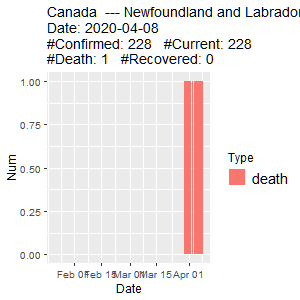 Canada --- Newfoundland and Labrador
Date: 2020-04-08
#Confirmed: 228 #Current: 228
#Death: 1 #Recovered: 0
1.00
0.75
0.50
0.25
0.00
Num
Feb 01 Feb 15 Mar 01 Mar 15 Apr 01
Date
Type
death